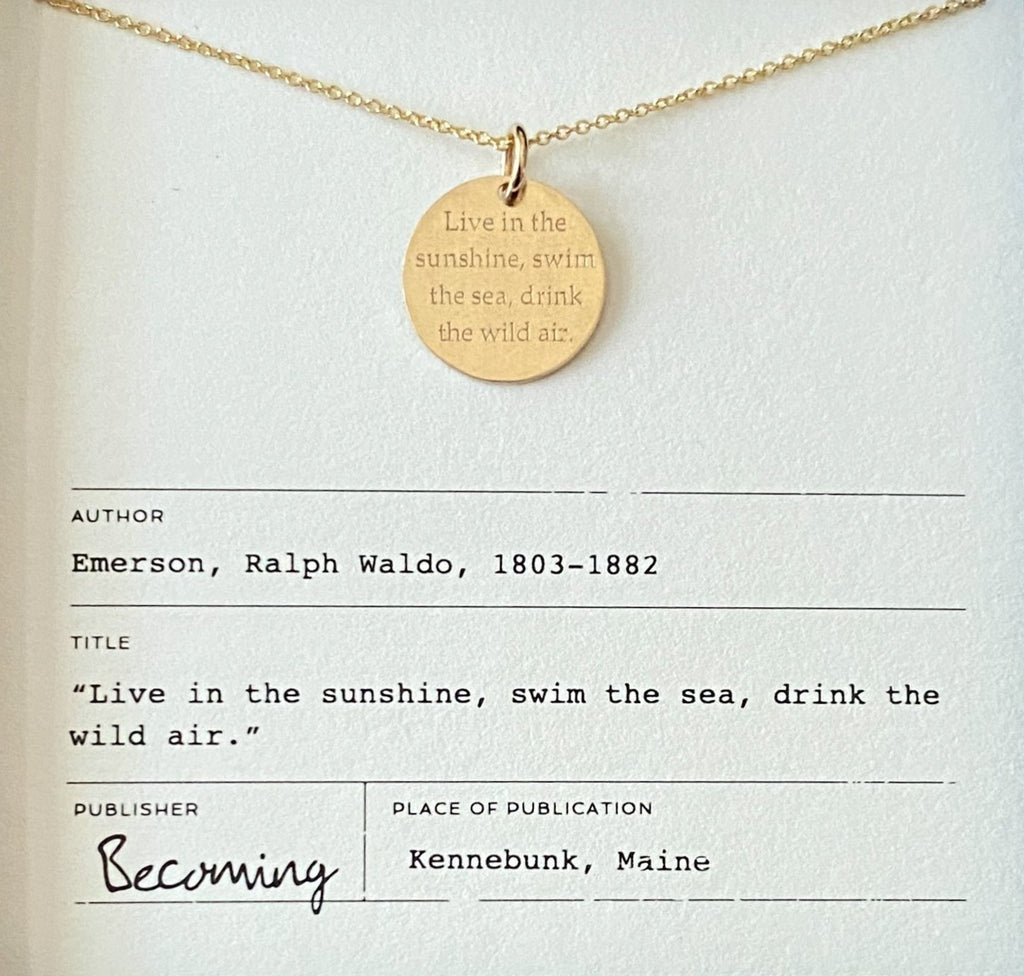 Live in the
sunshine, swim
the sea, drink
the wild air.
AUTHOR
Emerson, Ralph Waldo, 1803–1882
TITLE
“Live in the sunshine, swim the sea, drink the
wild air.”
PUBLISHER
Becoming
PLACE OF PUBLICATION
Kennebunk, Maine